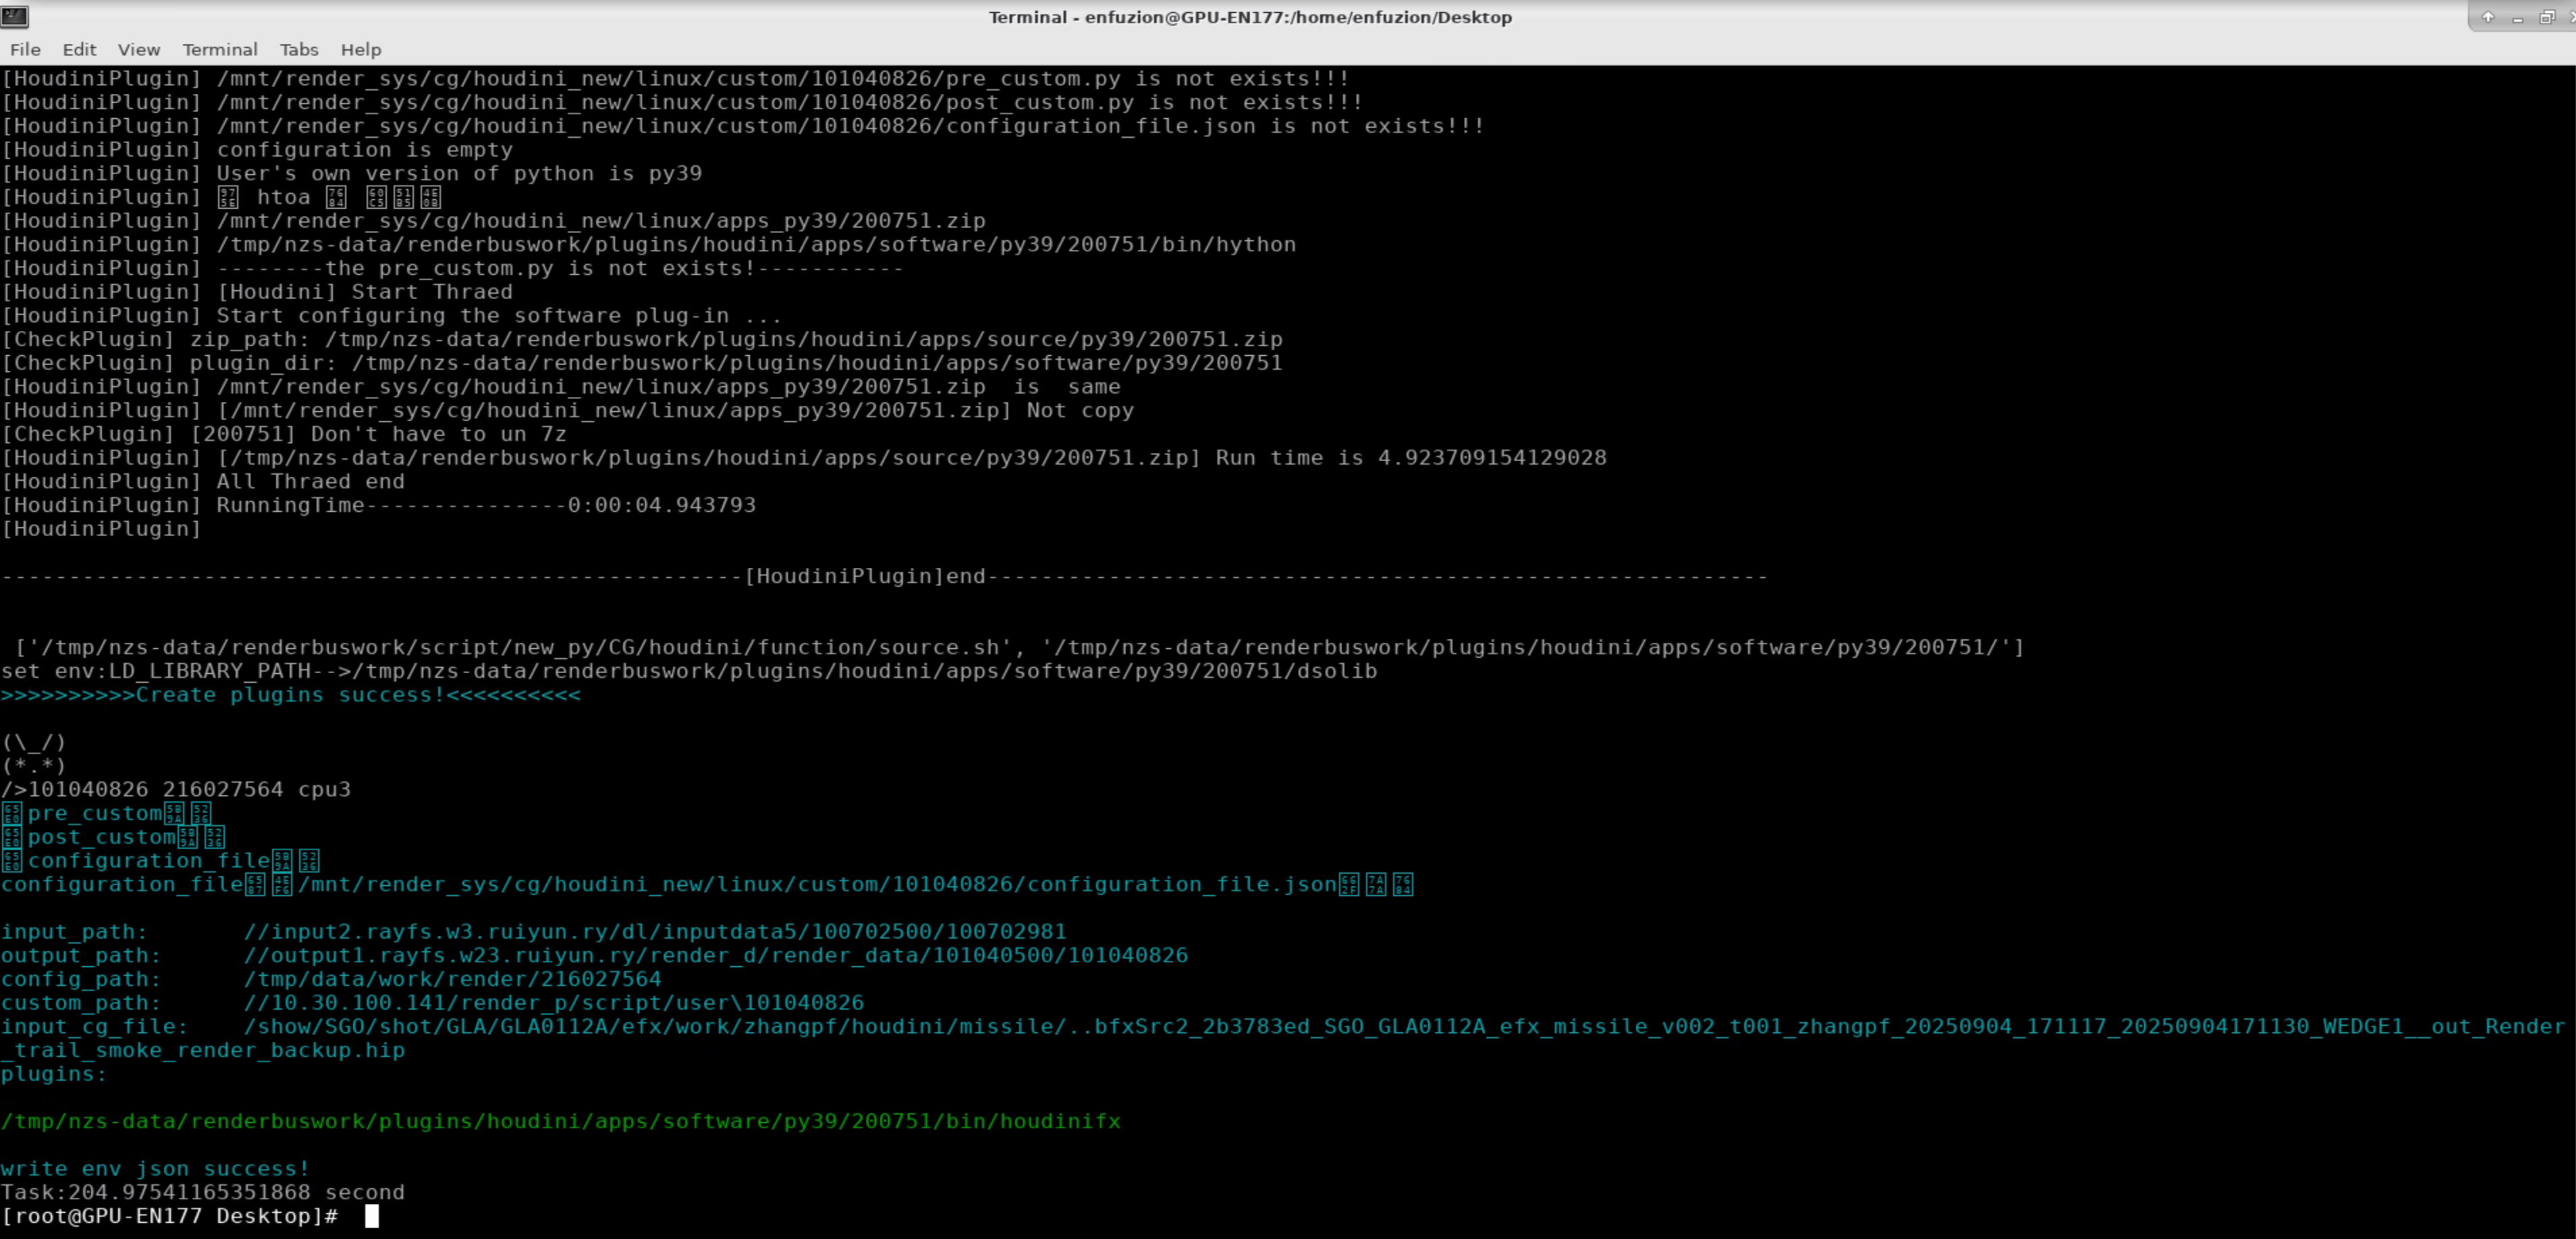 Terminal - enfuzion@GPU-EN177:/home/enfuzion/Desktop
File Edit View Terminal Tabs Help
[HoudiniPlugin] /mnt/render_sys/cg/houdini_new/linux/custom/101040826/pre_custom.py is not exists!!!
[HoudiniPlugin] /mnt/render_sys/cg/houdini_new/linux/custom/101040826/post_custom.py is not exists!!!
[HoudiniPlugin] /mnt/render_sys/cg/houdini_new/linux/custom/101040826/configuration_file.json is not exists!!!
[HoudiniPlugin] configuration is empty
[HoudiniPlugin] User's own version of python is py39
[HoudiniPlugin] htoa
[HoudiniPlugin] /mnt/render_sys/cg/houdini_new/linux/apps_py39/200751.zip
[HoudiniPlugin] /tmp/nzs-data/renderbuswork/plugins/houdini/apps/software/py39/200751/bin/hython
[HoudiniPlugin] --------the pre_custom.py is not exists!-----------
[HoudiniPlugin] [Houdini] Start Thraed
[HoudiniPlugin] Start configuring the software plug-in ...
[CheckPlugin] zip_path: /tmp/nzs-data/renderbuswork/plugins/houdini/apps/source/py39/200751.zip
[CheckPlugin] plugin_dir: /tmp/nzs-data/renderbuswork/plugins/houdini/apps/software/py39/200751
[HoudiniPlugin] /mnt/render_sys/cg/houdini_new/linux/apps_py39/200751.zip  is  same
[HoudiniPlugin] [/mnt/render_sys/cg/houdini_new/linux/apps_py39/200751.zip] Not copy
[CheckPlugin] [200751] Don't have to un 7z
[HoudiniPlugin] [/tmp/nzs-data/renderbuswork/plugins/houdini/apps/source/py39/200751.zip] Run time is 4.923709154129028
[HoudiniPlugin] All Thraed end
[HoudiniPlugin] RunningTime---------------0:00:04.943793
[HoudiniPlugin]
-------------------------------------------------------[HoudiniPlugin]end----------------------------------------------------------
['/tmp/nzs-data/renderbuswork/script/new_py/CG/houdini/function/source.sh', '/tmp/nzs-data/renderbuswork/plugins/houdini/apps/software/py39/200751/']
set env:LD_LIBRARY_PATH-->/tmp/nzs-data/renderbuswork/plugins/houdini/apps/software/py39/200751/dsolib
>>>>>>>>>>Create plugins success!<<<<<<<<<<
(\_/)
(*.*)
/>101040826 216027564 cpu3
pre_custom
post_custom
configuration_file
configuration_file /mnt/render_sys/cg/houdini_new/linux/custom/101040826/configuration_file.json
input_path: //input2.rayfs.w3.ruiyun.ry/dl/inputdata5/100702500/100702981
output_path: //output1.rayfs.w23.ruiyun.ry/render_d/render_data/101040500/101040826
config_path: /tmp/data/work/render/216027564
custom_path: //10.30.100.141/render_p/script/user\101040826
input_cg_file: /show/SGO/shot/GLA/GLA0112A/efx/work/zhangpf/houdini/missile/..bfxSrc2_2b3783ed_SGO_GLA0112A_efx_missile_v002_t001_zhangpf_20250904_171117_20250904171130_WEDGE1__out_Render
_trail_smoke_render_backup.hip
plugins:
/tmp/nzs-data/renderbuswork/plugins/houdini/apps/software/py39/200751/bin/houdinifx
write env json success!
Task:204.97541165351868 second
[root@GPU-EN177 Desktop]#